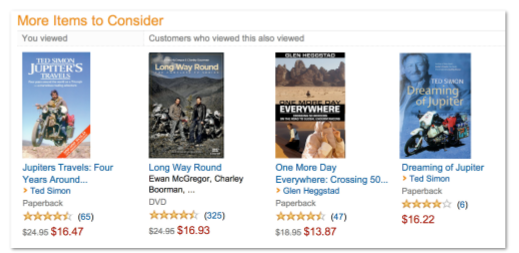 More Items to Consider
You viewed
Customers who viewed this also viewed
TED SIMON
JUPITER'S
TRAVELS
Long Way Round
GLEN HEGGSTAD
ONE MORE DAY
EVERYWHERE
TED SIMON
Dreaming
of Jupiter
Jupiters Travels: Four
Years Around...
Ted Simon
Paperback
(65)
$24.95 $16.47
Long Way Round
Ewan McGregor, Charley
Boorman, ...
DVD
(325)
$24.95 $16.93
One More Day
Everywhere: Crossing 50...
Glen Heggstad
Paperback
(47)
$18.95 $13.87
Dreaming of Jupiter
Ted Simon
Paperback
(6)
$16.22